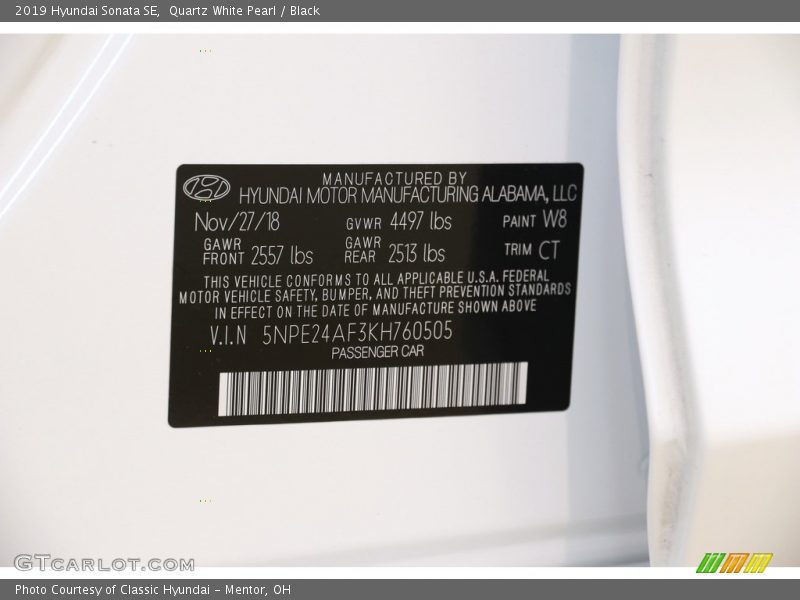 2019 Hyundai Sonata SE,  Quartz White Pearl / Black
MANUFACTURED BY
HYUNDAI MOTOR MANUFACTURING ALABAMA, LLC
Nov/27/18 GVWR 4497 lbs PAINT W8
GAWR FRONT 2557 lbs GAWR REAR 2513 lbs TRIM CT
THIS VEHICLE CONFORMS TO ALL APPLICABLE U.S.A. FEDERAL
MOTOR VEHICLE SAFETY, BUMPER, AND THEFT PREVENTION STANDARDS
IN EFFECT ON THE DATE OF MANUFACTURE SHOWN ABOVE
V.I.N 5NPE24AF3KH760505
PASSENGER CAR
GTCARLOT.COM
Photo Courtesy of Classic Hyundai - Mentor, OH